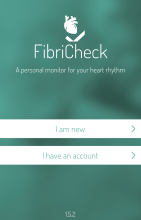 FibriCheck
A personal monitor for your heart rhythm
I am new
I have an account
1.5.2